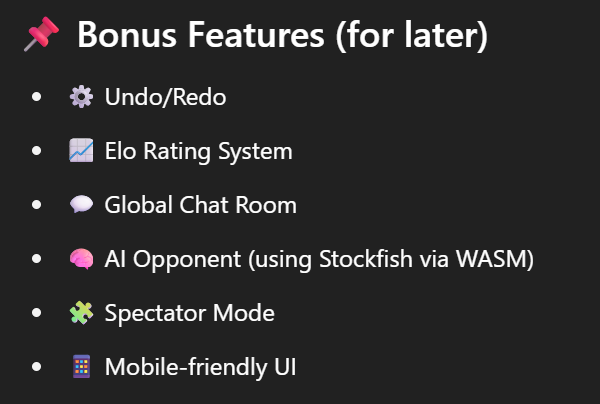 📌 Bonus Features (for later)
• ⚙️ Undo/Redo
• 📈 Elo Rating System
• 💬 Global Chat Room
• 🧠 AI Opponent (using Stockfish via WASM)
• 🧩 Spectator Mode
• 📱 Mobile-friendly UI